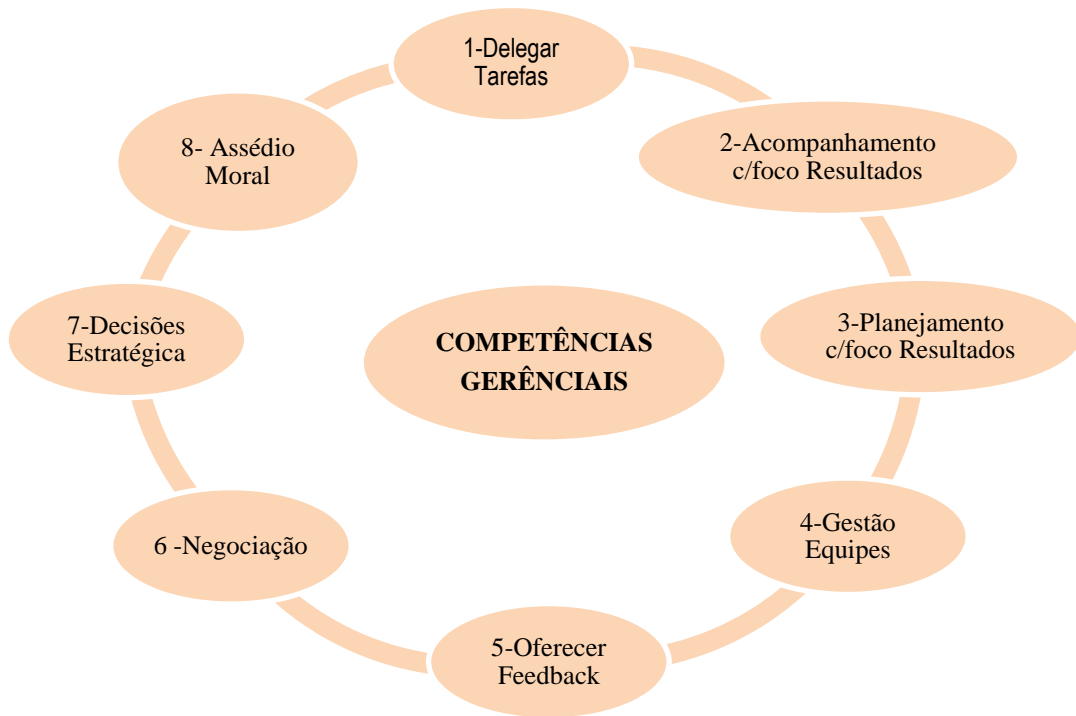 1-Delegar
Tarefas
2-Acompanhamento
c/foco Resultados
3-Planejamento
c/foco Resultados
4-Gestão
Equipes
5-Oferecer
Feedback
6 -Negociação
7-Decisões
Estratégica
8- Assédio
Moral
COMPETÊNCIAS
GERÊNCIAIS